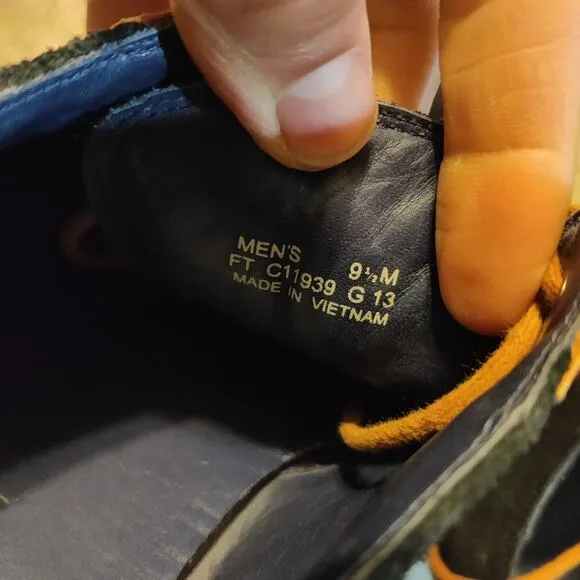 MEN'S 9½M
FT C11939 G 13
MADE IN VIETNAM